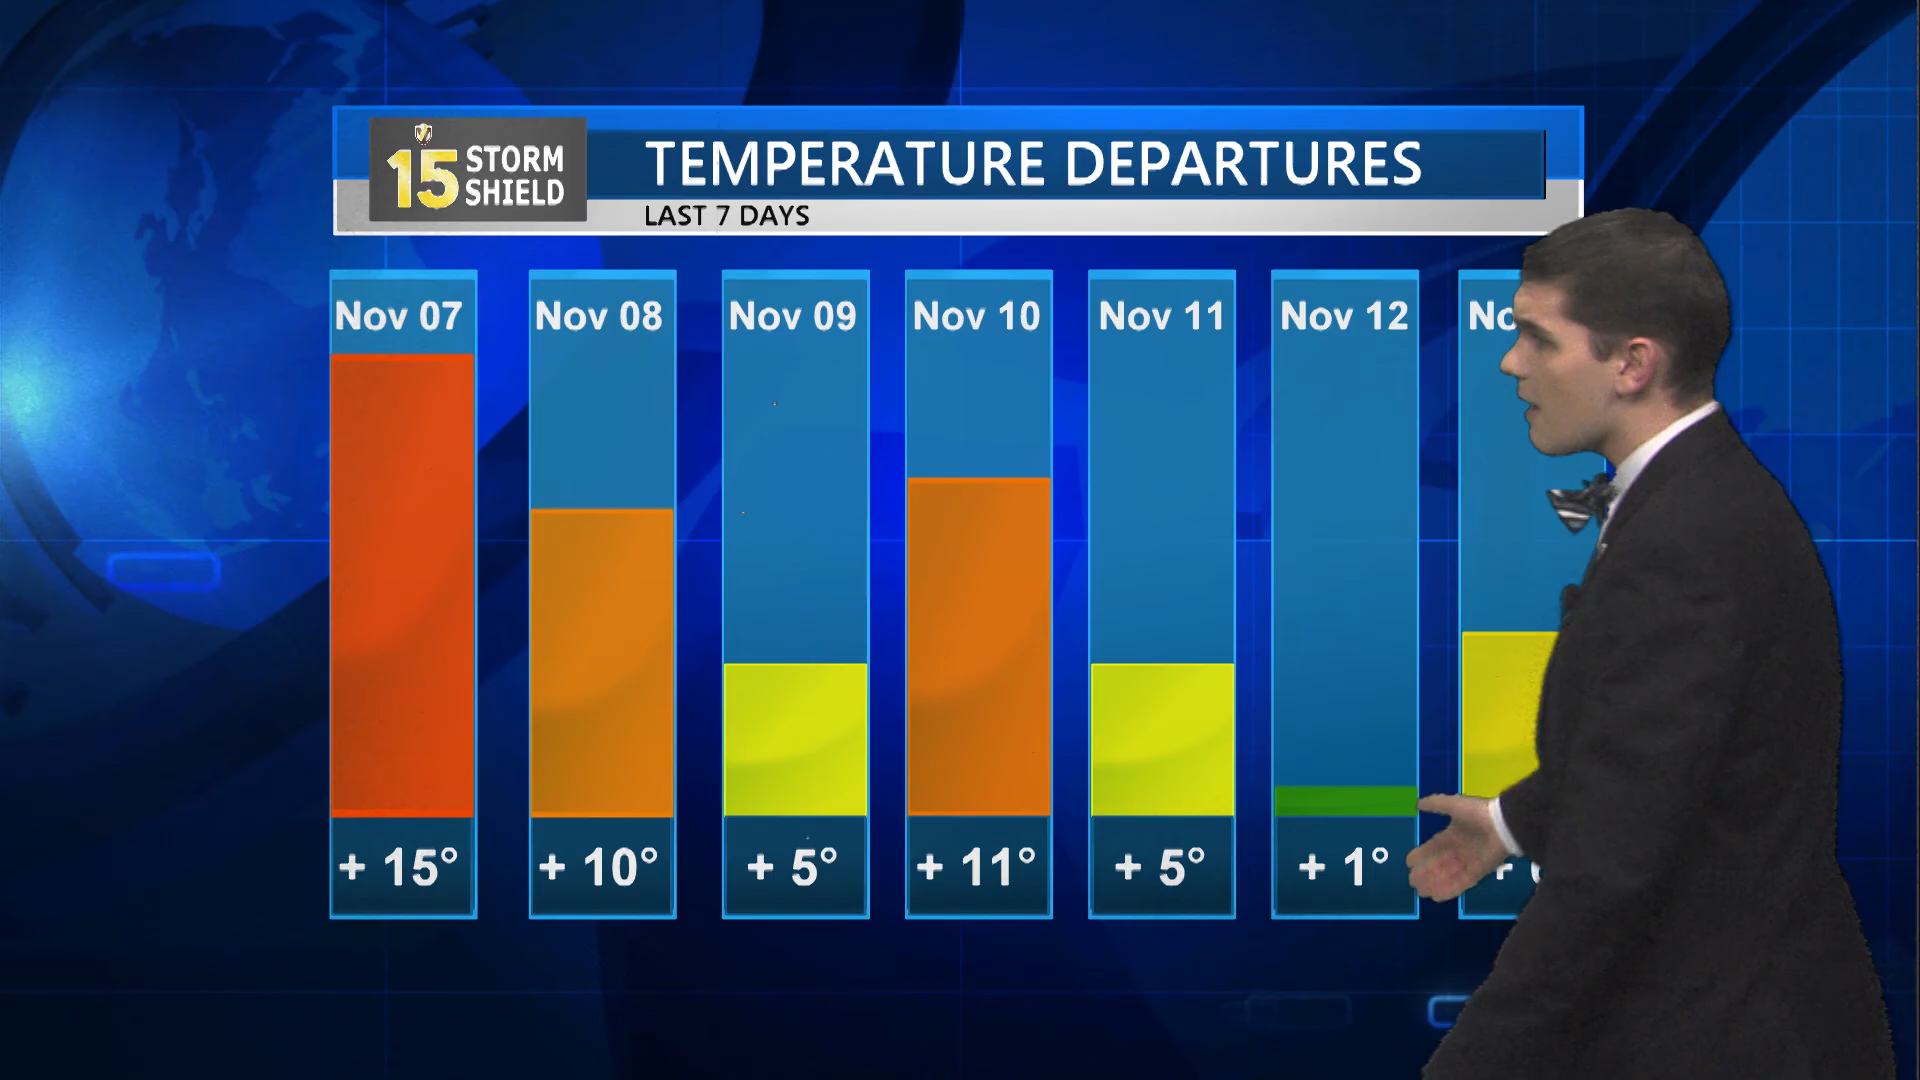 15 STORM SHIELD
TEMPERATURE DEPARTURES
LAST 7 DAYS
Nov 07
Nov 08
Nov 09
Nov 10
Nov 11
Nov 12
+ 15°
+ 10°
+ 5°
+ 11°
+ 5°
+ 1°
+